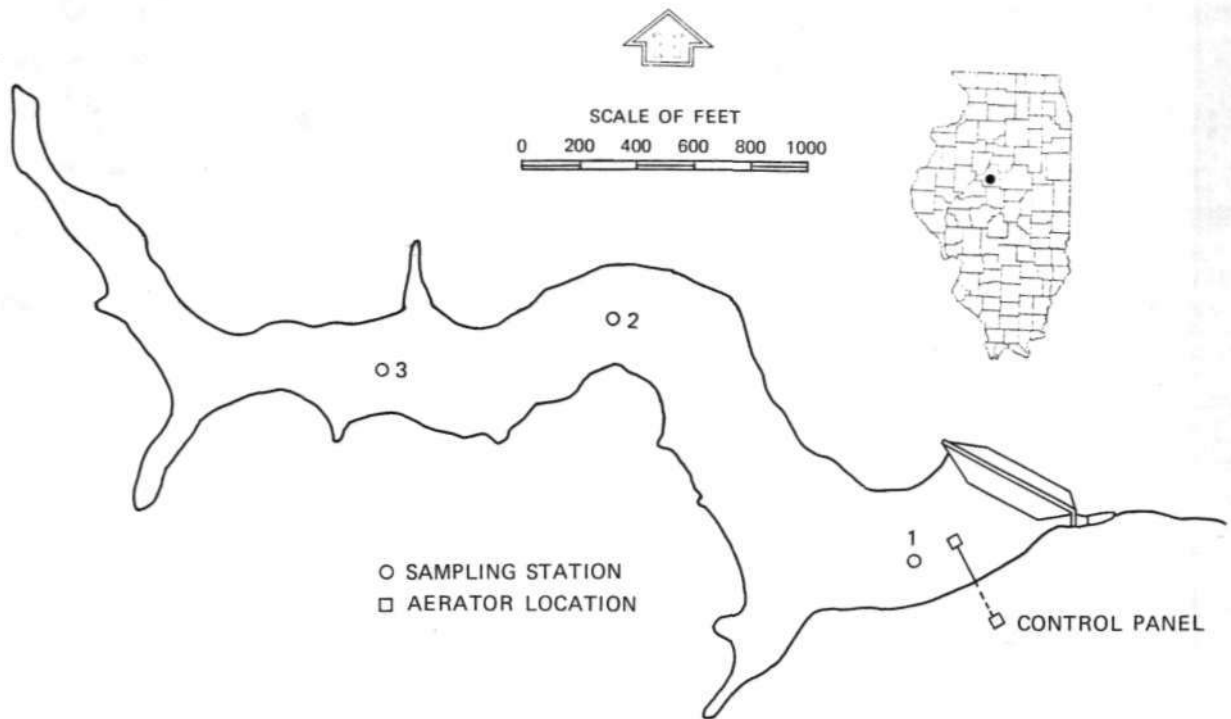 SCALE OF FEET
0 200 400 600 800 1000
2
3
1
○ SAMPLING STATION
□ AERATOR LOCATION
CONTROL PANEL